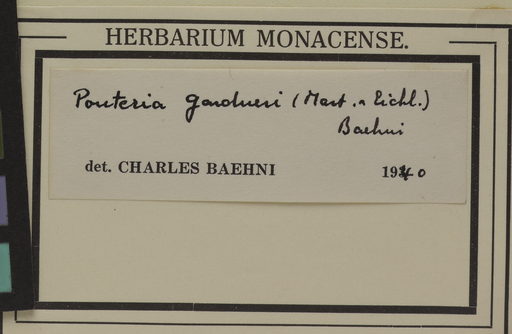 HERBARIUM MONACENSE.
Pouteria gardneri (Mart. & Eichl.)
Baehni
det. CHARLES BAEHNI 1940